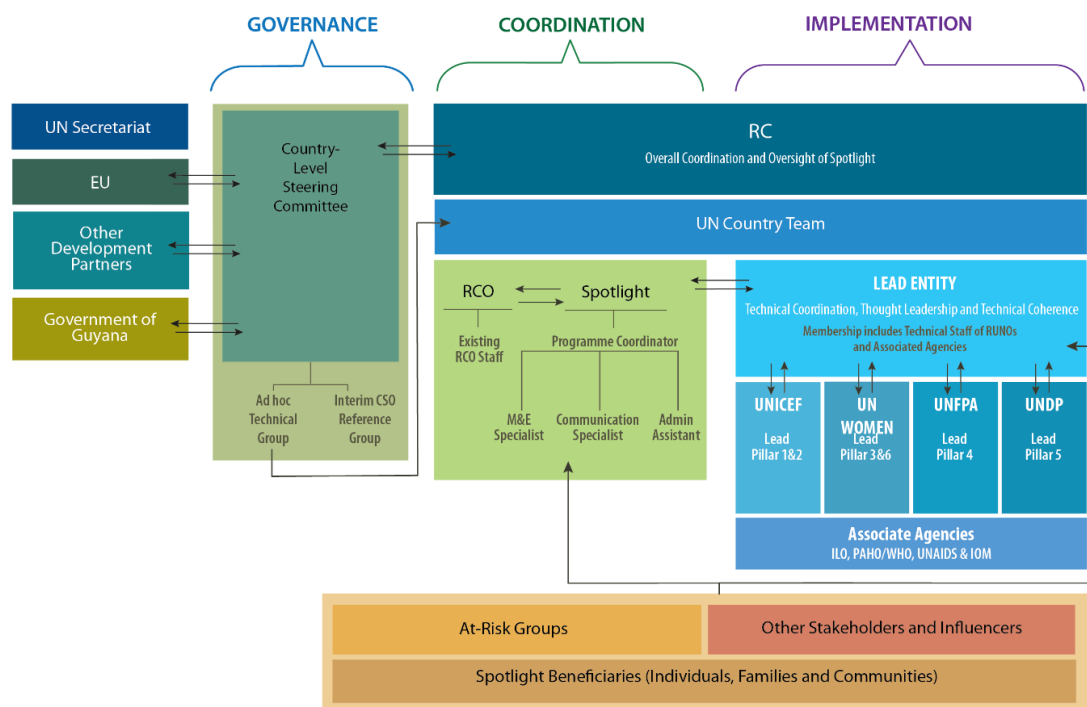 GOVERNANCE
COORDINATION
IMPLEMENTATION
UN Secretariat
EU
Other
Development
Partners
Government of
Guyana
Country-
Level
Steering
Committee
Ad hoc
Technical
Group
Interim CSO
Reference
Group
RC
Overall Coordination and Oversight of Spotlight
UN Country Team
RCO
Spotlight
Existing
RCO Staff
Programme Coordinator
M&E
Specialist
Communication
Specialist
Admin
Assistant
LEAD ENTITY
Technical Coordination, Thought Leadership and Technical Coherence
Membership includes Technical Staff of RUNOs
and Associated Agencies
UNICEF
Lead
Pillar 1&2
UN
WOMEN
Lead
Pillar 3&6
UNFPA
Lead
Pillar 4
UNDP
Lead
Pillar 5
Associate Agencies
ILO, PAHO/WHO, UNAIDS & IOM
At-Risk Groups
Other Stakeholders and Influencers
Spotlight Beneficiaries (Individuals, Families and Communities)